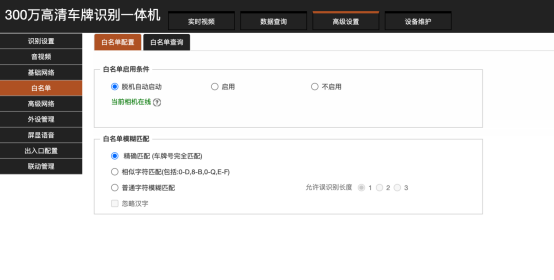 300万高清车牌识别一体机
实时视频 数据查询 高级设置 设备维护
识别设置
音视频
基础网络
白名单
高级网络
外设管理
屏显语音
出入口配置
联动管理
白名单配置 白名单查询
白名单启用条件
脱机自动启动 启用 不启用
当前相机在线 ?
白名单模糊匹配
精确匹配 (车牌号完全匹配)
相似字符匹配(包括:0-D,8-B,0-Q,E-F)
普通字符模糊匹配 允许误识别长度 1 2 3
忽略汉字